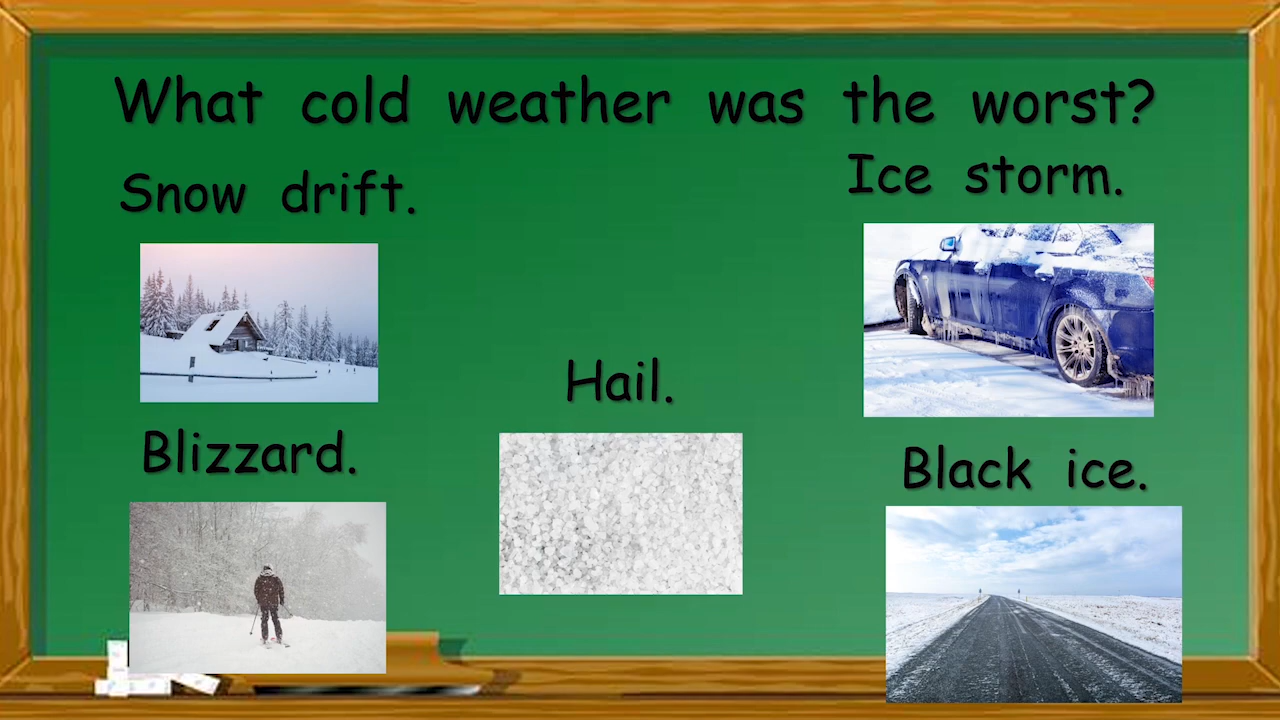 What cold weather was the worst?
Snow drift.
Ice storm.
Hail.
Blizzard.
Black ice.